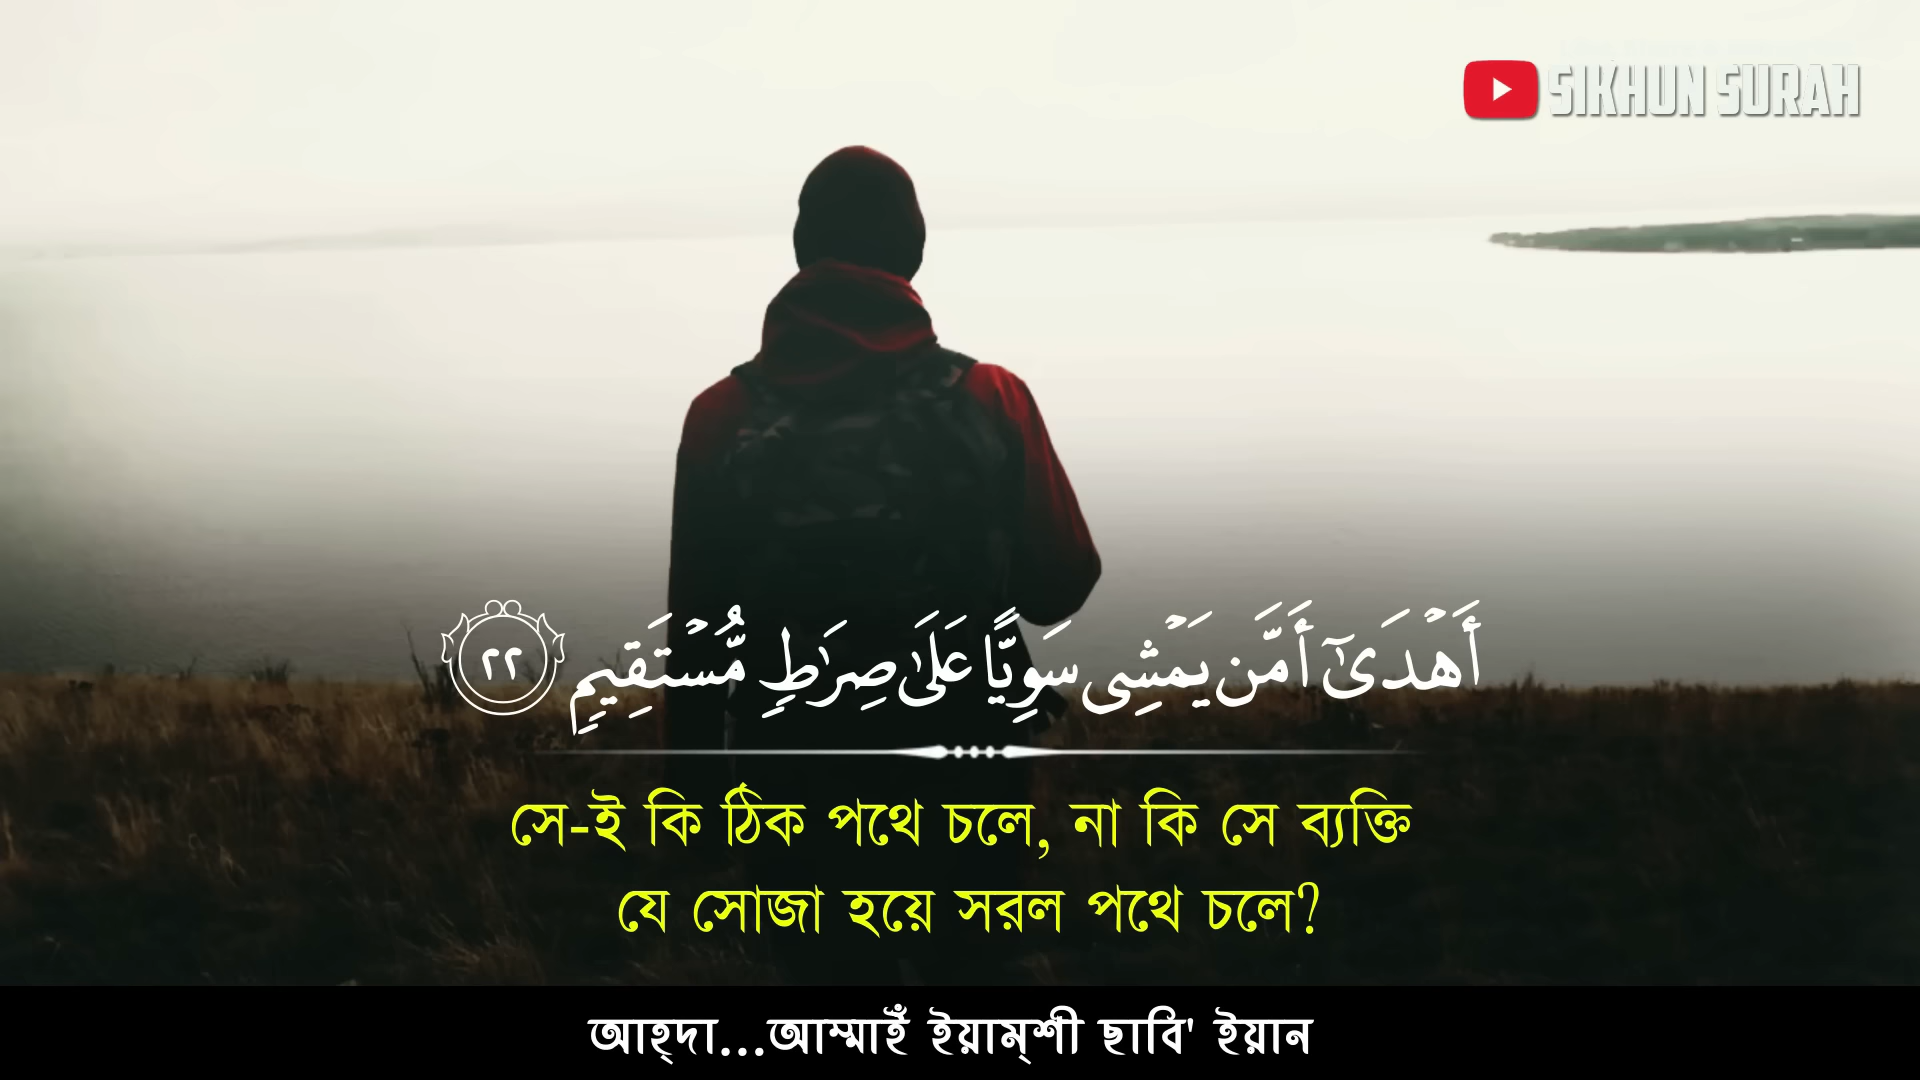 SIKHUN SURAH
أَهْدَىٰٓ أَمَّن يَمْشِى سَوِيًّا عَلَىٰ صِرَٰطٍ مُّسْتَقِيمٍ ٢٢
সে-ই কি ঠিক পথে চলে, না কি সে ব্যক্তি
যে সোজা হয়ে সরল পথে চলে?
আহ্দা...আম্মাইঁ ইয়াম্শী ছাবি' ইয়ান